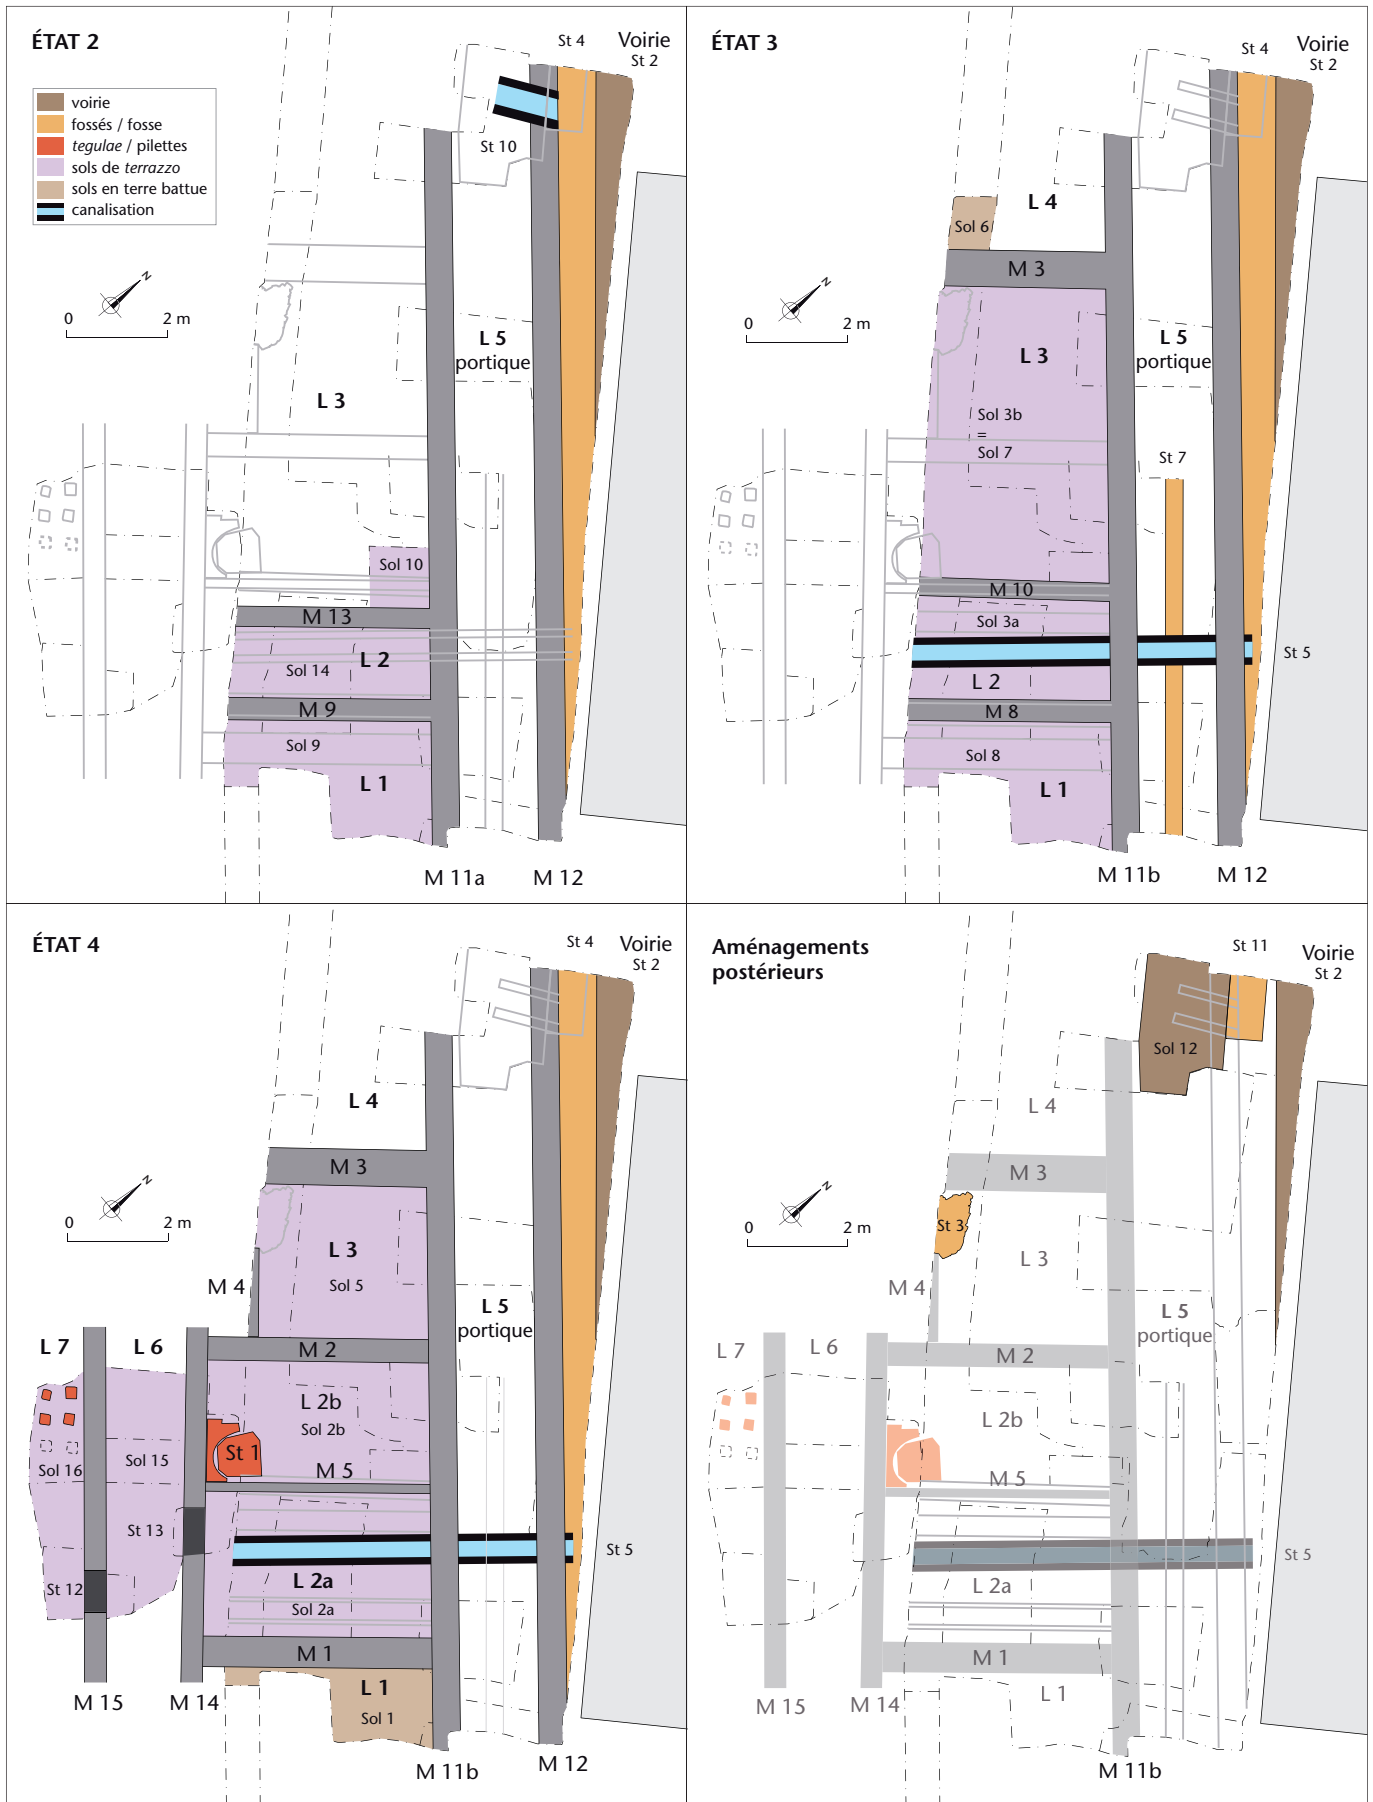 ÉTAT 2
St 4
Voirie
St 2
voirie
fossés / fosse
tegulae / pilettes
sols de terrazzo
sols en terre battue
canalisation
St 10
N
0 2 m
L 5
portique
L 3
Sol 10
M 13
L 2
Sol 14
M 9
Sol 9
L 1
M 11a
M 12
ÉTAT 3
St 4
Voirie
St 2
L 4
Sol 6
M 3
N
0 2 m
L 5
portique
L 3
Sol 3b
=
Sol 7
St 7
M 10
Sol 3a
St 5
L 2
M 8
Sol 8
L 1
M 11b
M 12
ÉTAT 4
St 4
Voirie
St 2
L 4
M 3
N
0 2 m
L 3
Sol 5
M 4
L 5
portique
L 7
L 6
M 2
L 2b
Sol 2b
St 1
Sol 15
Sol 16
M 5
St 13
St 5
St 12
L 2a
Sol 2a
M 1
L 1
Sol 1
M 15
M 14
M 11b
M 12
Aménagements
postérieurs
St 11
Voirie
St 2
Sol 12
L 4
M 3
N
0 2 m
St 3
L 3
M 4
L 5
portique
L 7
L 6
M 2
L 2b
M 5
St 5
L 2a
M 1
L 1
M 15
M 14
M 11b